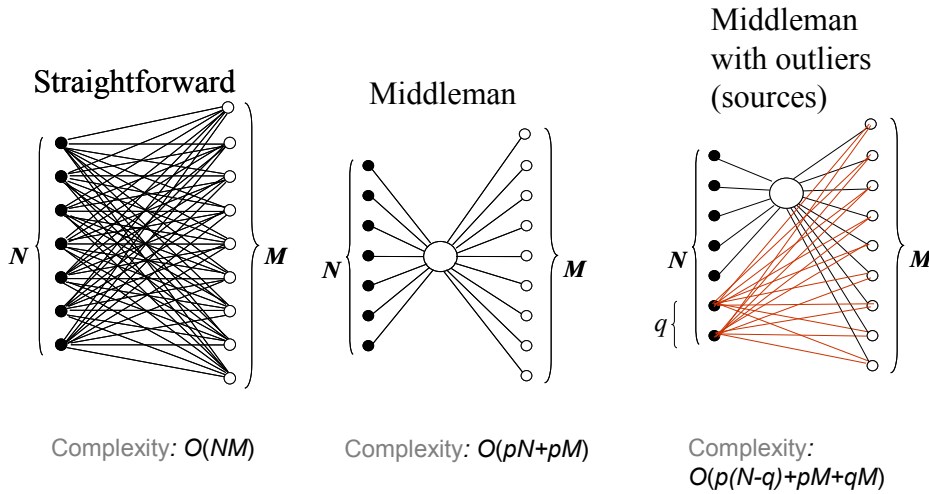 Straightforward
N
M
Complexity: O(NM)
Middleman
N
M
Complexity: O(pN+pM)
Middleman
with outliers
(sources)
N
q
M
Complexity:
O(p(N-q)+pM+qM)